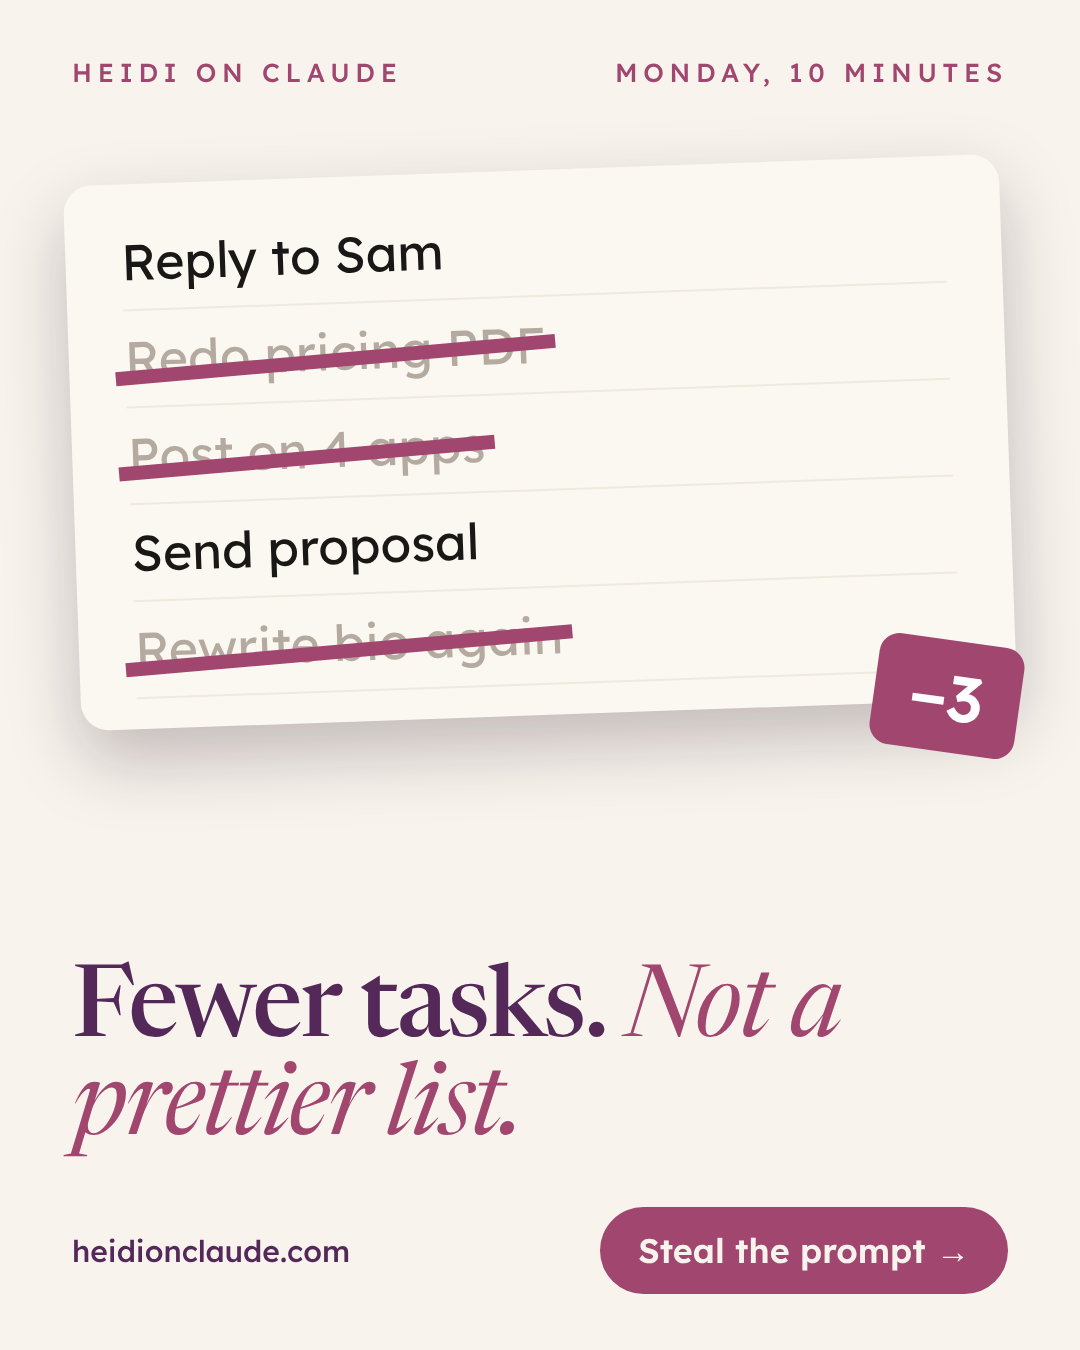 HEIDI ON CLAUDE
MONDAY, 10 MINUTES
Reply to Sam
Redo pricing PDF
Post on 4 apps
Send proposal
Rewrite bio again
–3
Fewer tasks. Not a
prettier list.
heidionclaude.com
Steal the prompt →